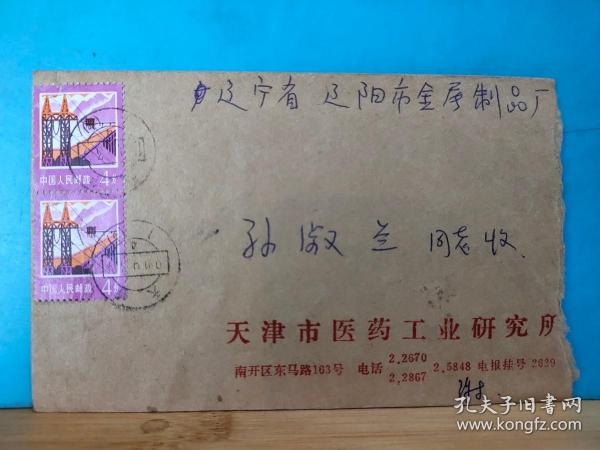 辽宁省 辽阳市金属制品厂
孙淑兰 同志收
天津市医药工业研究所
南开区东马路163号 电话 2,2670 2,2867 2,5848 电报挂号 2639
谢
中国人民邮政 4分
中国人民邮政 4分
孔夫子旧书网
www.kongfz.com